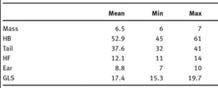 Mean Min Max
Mass 6.5 6 7
HB 52.9 45 61
Tail 37.6 32 41
HF 12.1 11 14
Ear 8.8 7 10
GLS 17.4 15.3 19.7